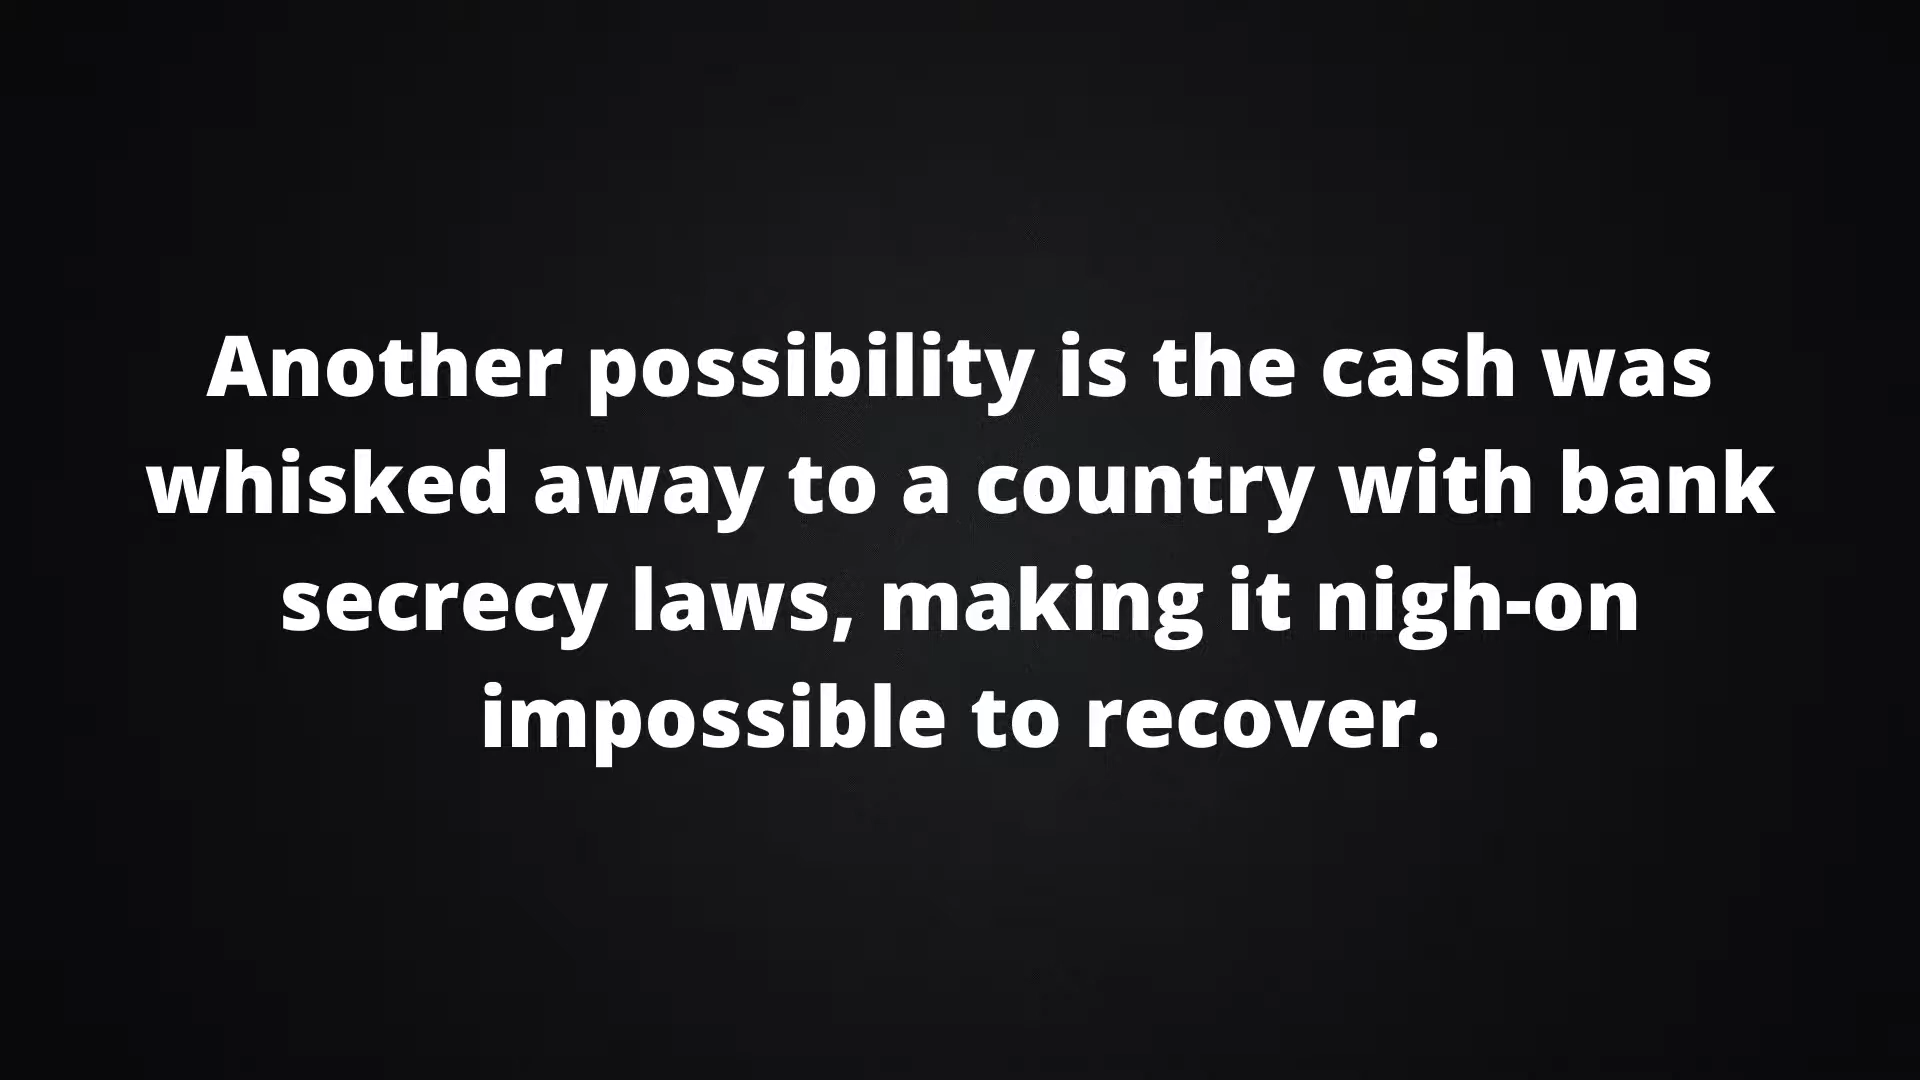 Another possibility is the cash was
whisked away to a country with bank
secrecy laws, making it nigh-on
impossible to recover.